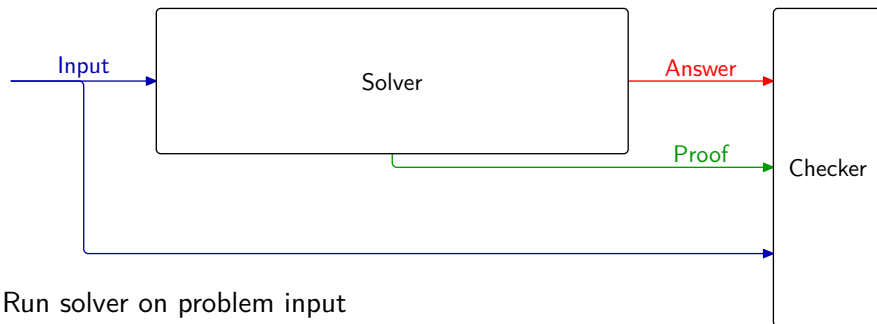 Input
Solver
Answer
Proof
Checker
Run solver on problem input